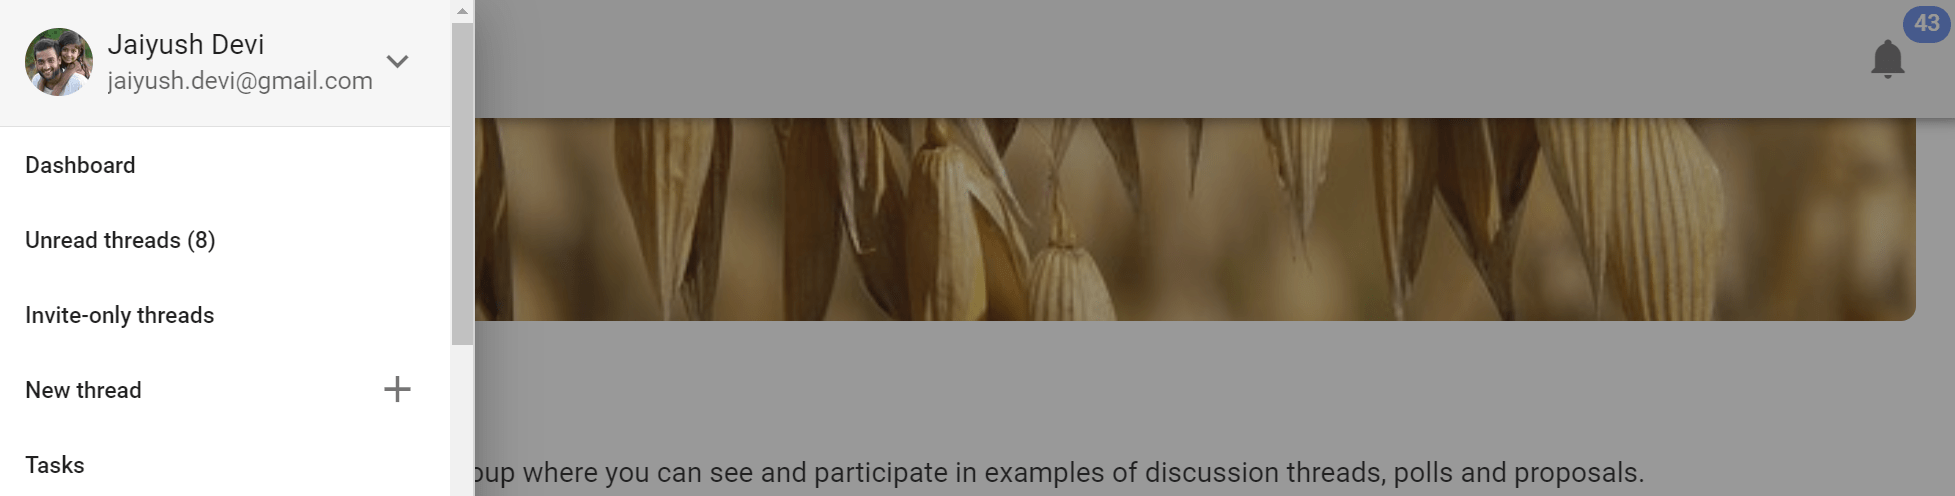 Jaiyush Devi
jaiyush.devi@gmail.com
43
Dashboard
Unread threads (8)
Invite-only threads
New thread
Tasks
where you can see and participate in examples of discussion threads, polls and proposals.